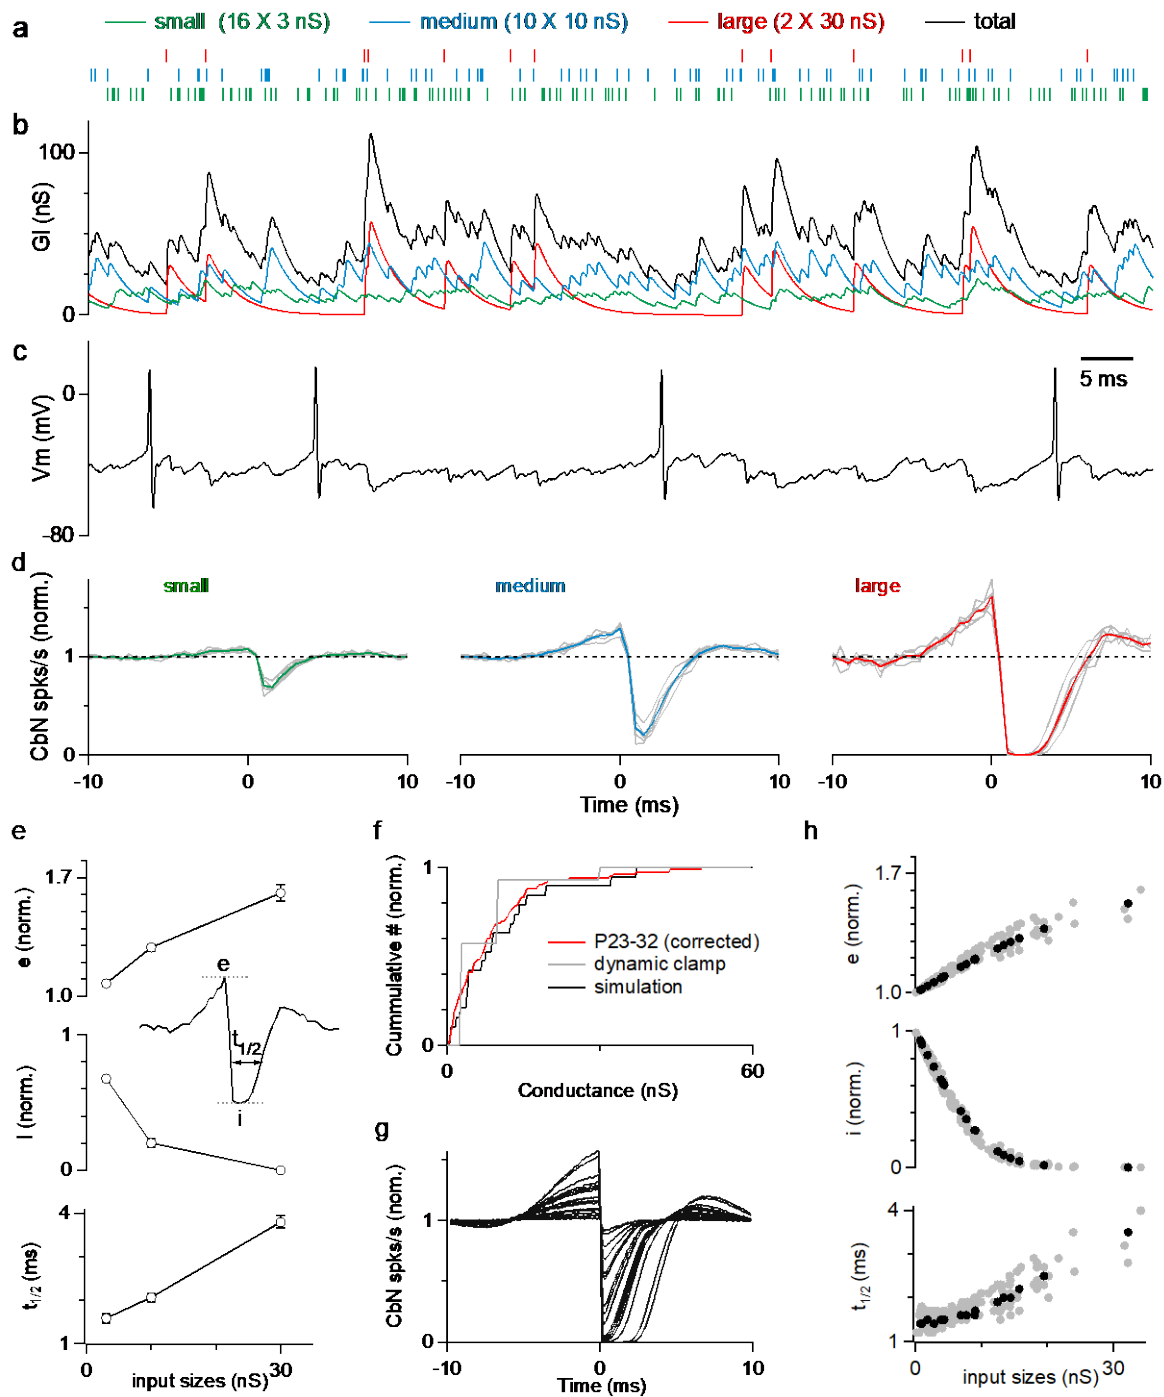 a small (16 X 3 nS) medium (10 X 10 nS) large (2 X 30 nS) total
b
100
0
GI (nS)
c
5 ms
0
-80
Vm (mV)
d
small medium large
1
0
CbN spks/s (norm.)
-10 0 10 -10 0 10 -10 0 10
Time (ms)
e
1.7
1.0
e (norm.)
e
t1/2
i
1
0
I (norm.)
4
1
t1/2 (ms)
0 30
input sizes (nS)
f
1
0
Cummulative # (norm.)
P23-32 (corrected)
dynamic clamp
simulation
0 60
Conductance (nS)
g
1
0
CbN spks/s (nom.)
-10 0 10
Time (ms)
h
1.7
1.0
e (norm.)
1
0
i (norm.)
4
1
t1/2 (ms)
0 30
input sizes (nS)